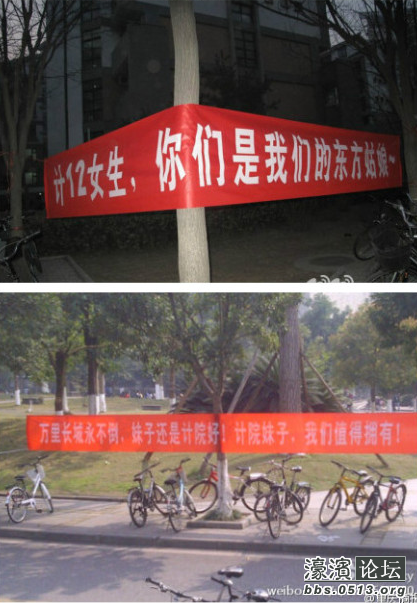 计12女生，你们是我们的东方姑娘~
万里长城永不倒、妹子还是计院好！计院妹子、我们值得拥有！
濠滨论坛
bbs.0513.org